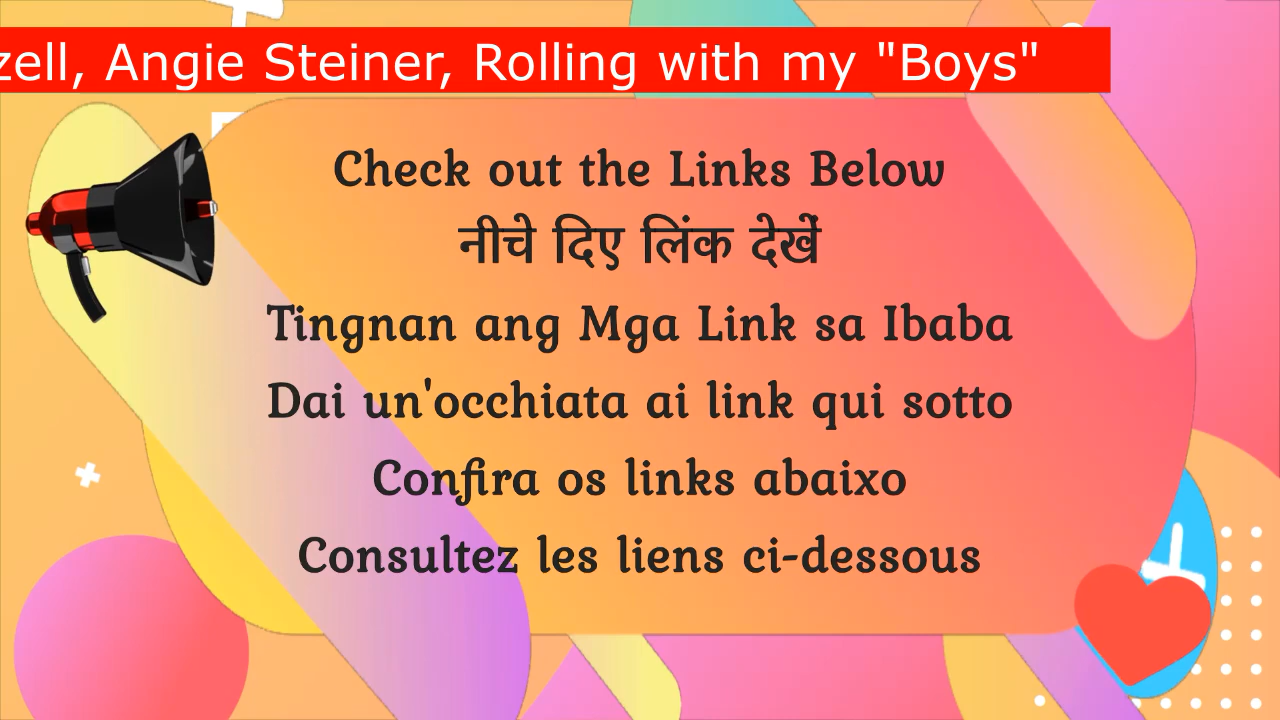 zell, Angie Steiner, Rolling with my "Boys"
Check out the Links Below
नीचे दिए लिंक देखें
Tingnan ang Mga Link sa Ibaba
Dai un'occhiata ai link qui sotto
Confira os links abaixo
Consultez les liens ci-dessous